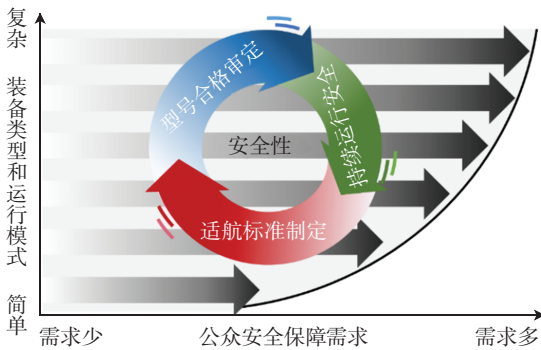 复杂
装备类型和运行模式
简单
型号合格审定
持续运行安全
安全性
适航标准制定
需求少
公众安全保障需求
需求多